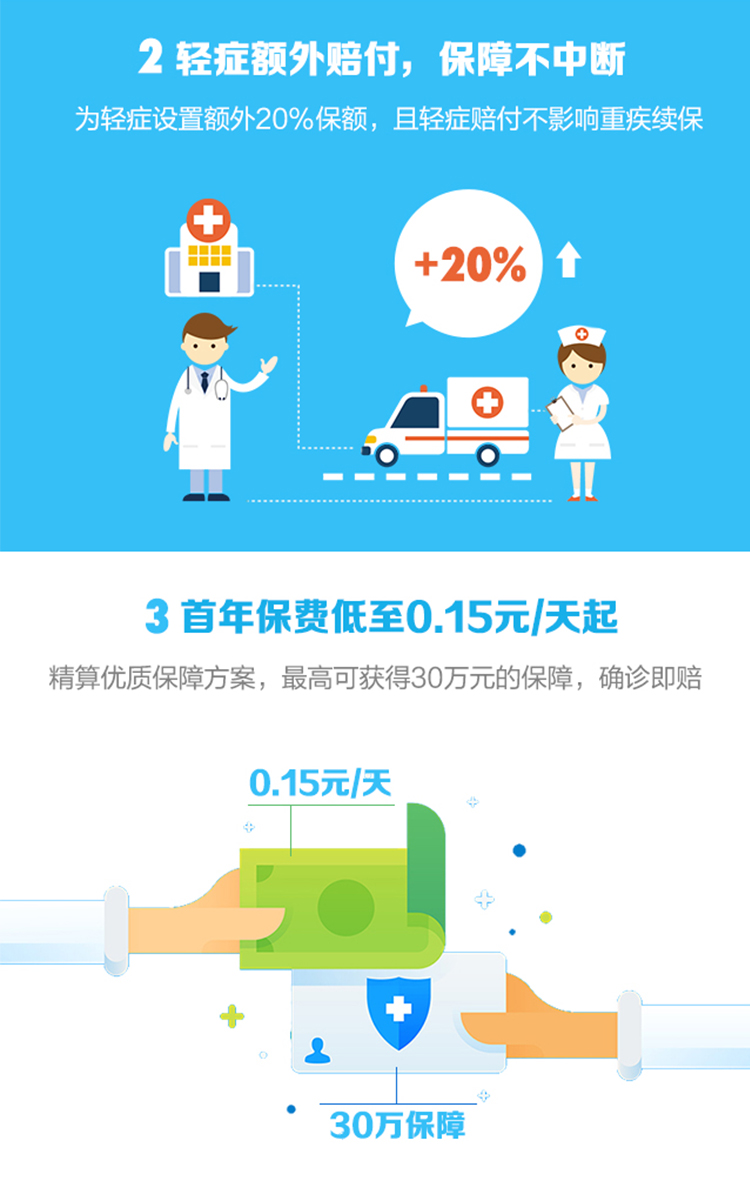 2 轻症额外赔付，保障不中断
为轻症设置额外20%保额，且轻症赔付不影响重疾续保
+20%
3 首年保费低至0.15元/天起
精算优质保障方案，最高可获得30万元的保障，确诊即赔
0.15元/天
30万保障